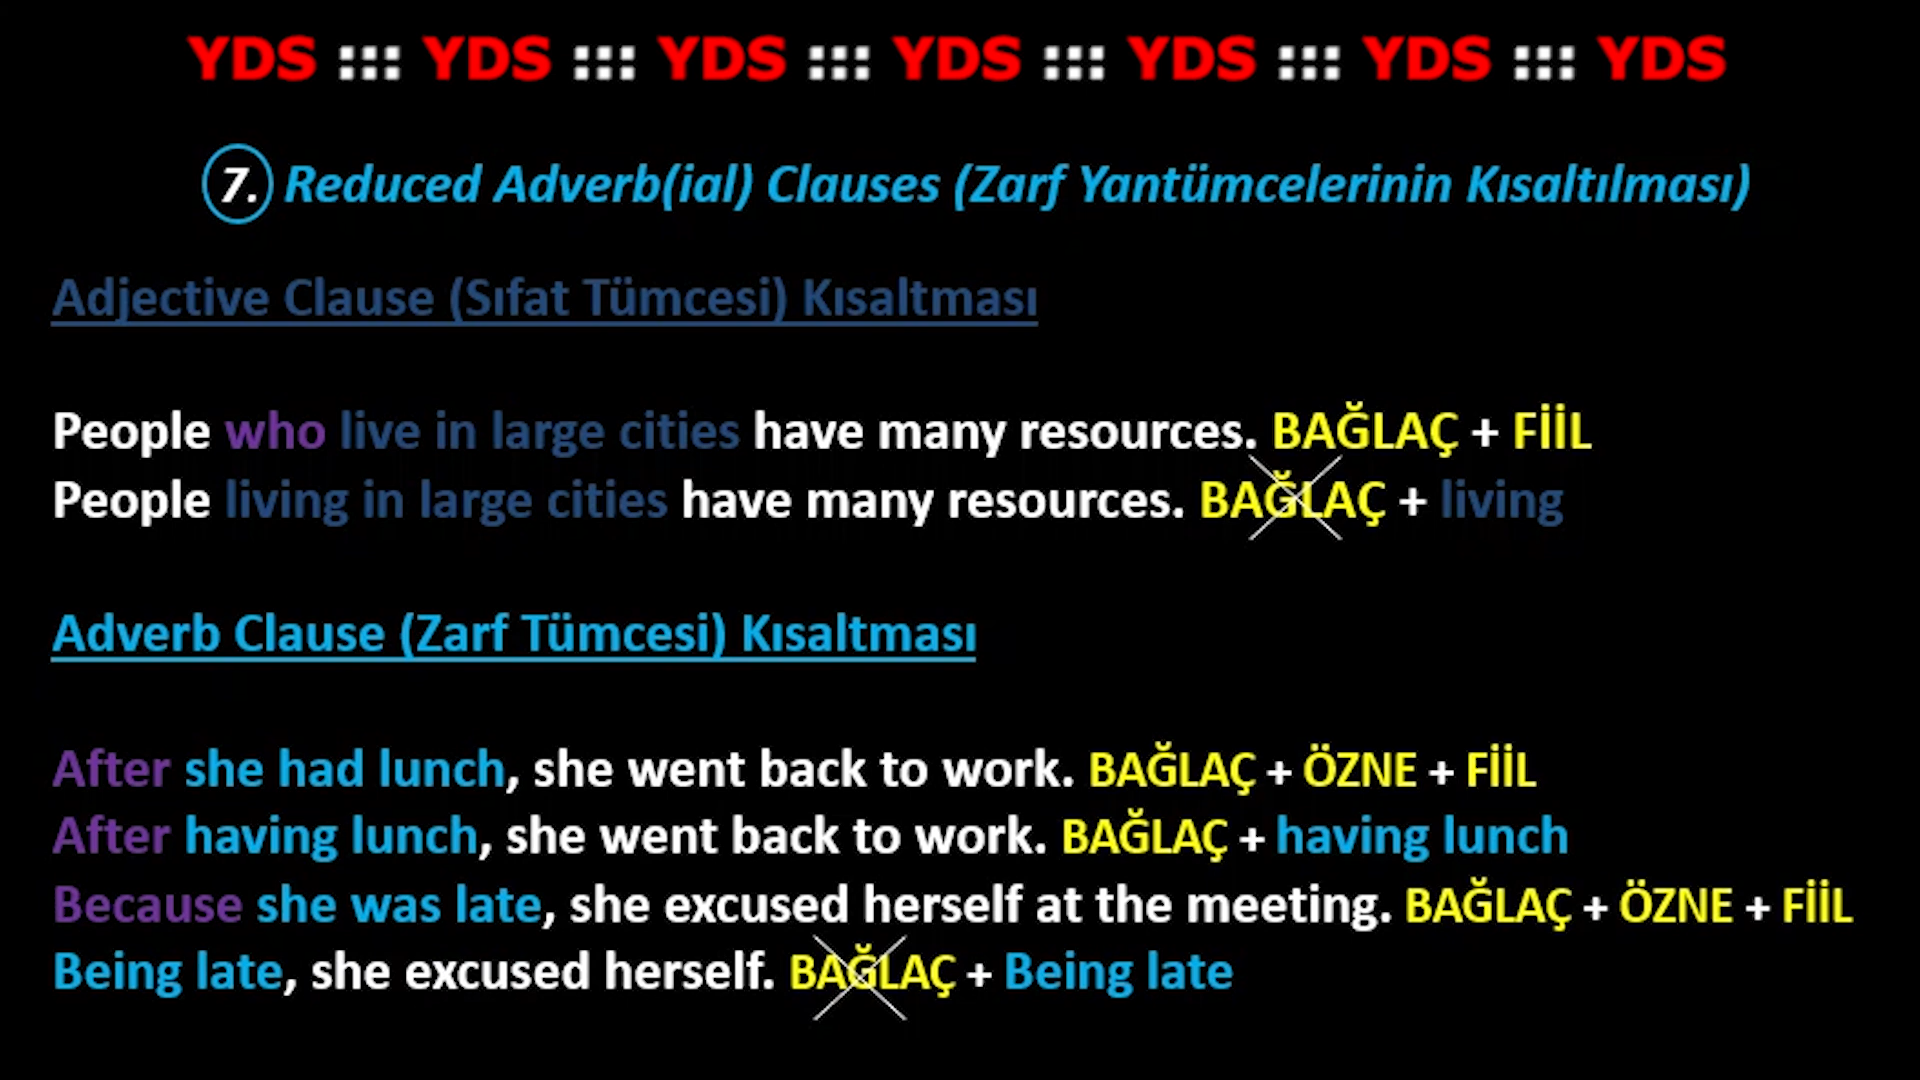 YDS ::: YDS ::: YDS ::: YDS ::: YDS ::: YDS ::: YDS
7. Reduced Adverb(ial) Clauses (Zarf Yantümcelerinin Kısaltılması)
Adjective Clause (Sıfat Tümcesi) Kısaltması
People who live in large cities have many resources. BAĞLAÇ + FİİL
People living in large cities have many resources. BAĞLAÇ + living
Adverb Clause (Zarf Tümcesi) Kısaltması
After she had lunch, she went back to work. BAĞLAÇ + ÖZNE + FİİL
After having lunch, she went back to work. BAĞLAÇ + having lunch
Because she was late, she excused herself at the meeting. BAĞLAÇ + ÖZNE + FİİL
Being late, she excused herself. BAĞLAÇ + Being late